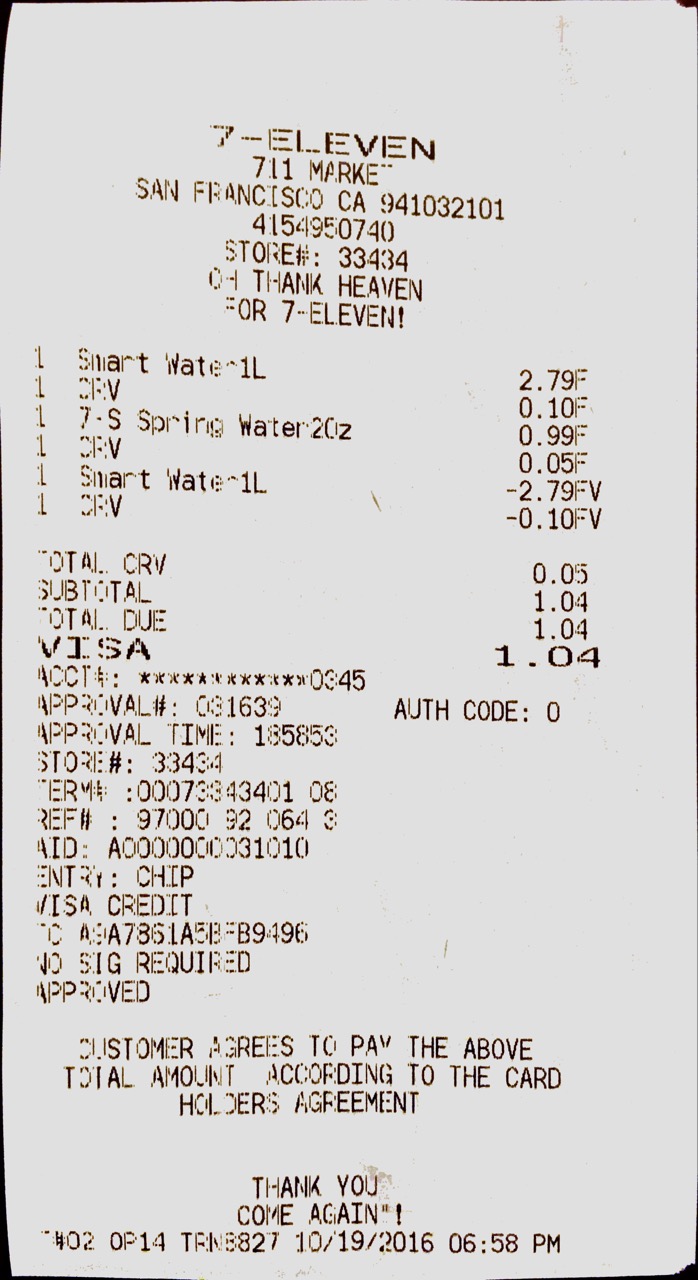 7-ELEVEN
711 MARKET
SAN FRANCISCO CA 941032101
4154950740
STORE#: 33434
OH THANK HEAVEN
FOR 7-ELEVEN!
1 Smart Water1L 2.79F
1 CRV 0.10F
1 7-S Spring Water20z 0.99F
1 CRV 0.05F
1 Smart Water1L -2.79FV
1 CRV -0.10FV
TOTAL CRV 0.05
SUBTOTAL 1.04
TOTAL DUE 1.04
VISA 1.04
ACCT#: ************0345
APPROVAL#: 031639 AUTH CODE: 0
APPROVAL TIME: 185853
STORE#: 33434
TERM# :00073343401 08
REF# : 97000 92 064 3
AID: A0000000031010
ENTRY: CHIP
VISA CREDIT
TC A9A7861A5BFB9496
NO SIG REQUIRED
APPROVED
CUSTOMER AGREES TO PAY THE ABOVE
TOTAL AMOUNT ACCORDING TO THE CARD
HOLDERS AGREEMENT
THANK YOU
COME AGAIN"!
T#02 OP14 TRN8827 10/19/2016 06:58 PM